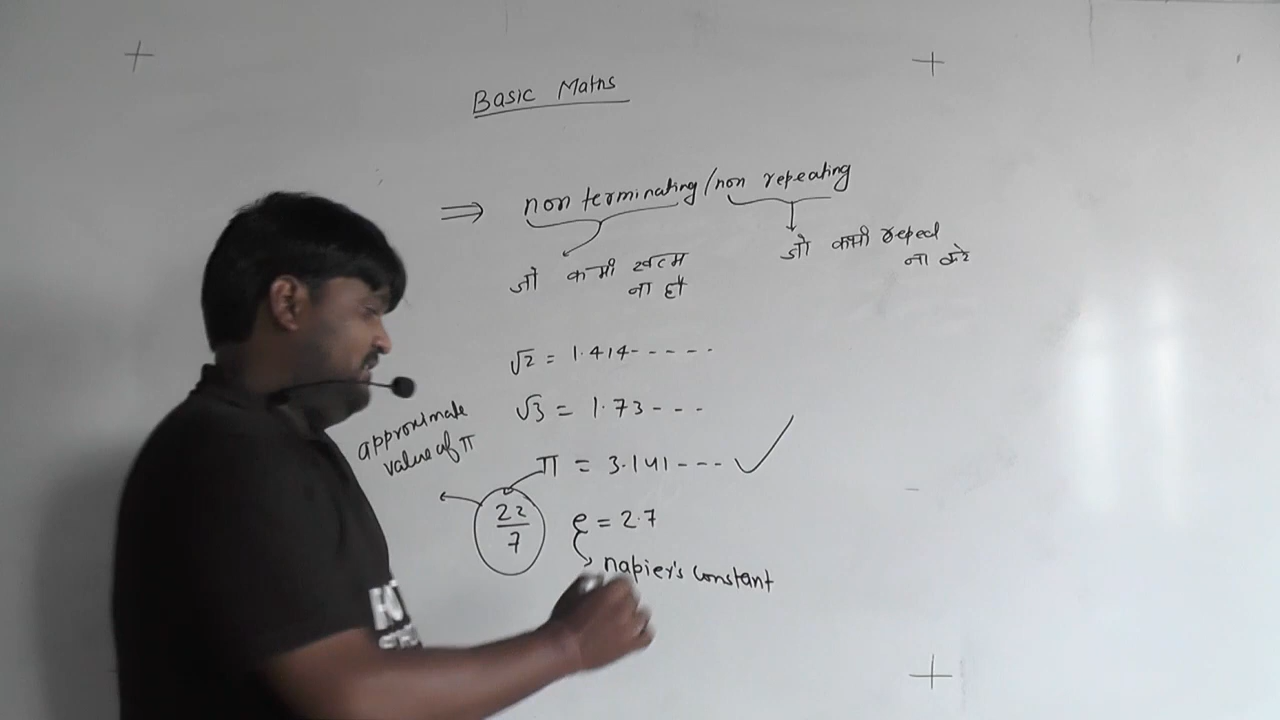 Basic Maths
⇒ non terminating / non repeating
जो कभी खत्म
ना हो
जो कभी repeat
ना करे
√2 = 1.414-----
√3 = 1.73---
approximate
value of π
π = 3.141---
22
7
e = 2.7
napier's constant